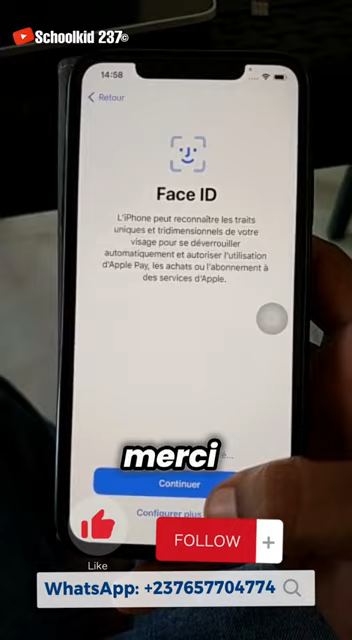 Schoolkid 237©
14:58
Retour
Face ID
L'iPhone peut reconnaître les traits
uniques et tridimensionnels de votre
visage pour se déverrouiller
automatiquement et autoriser l'utilisation
d'Apple Pay, les achats ou l'abonnement à
des services d'Apple.
merci
Continuer
Configurer plus
FOLLOW +
Like
WhatsApp: +237657704774